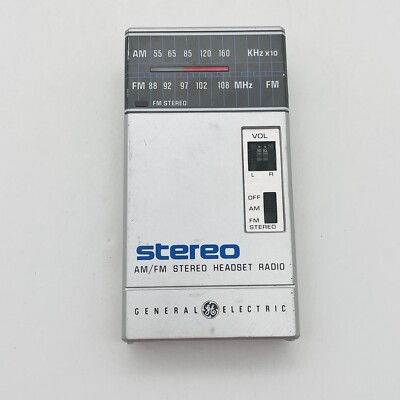 AM 55 65 85 120 160 KHz x10
FM 88 92 97 102 108 MHz FM
FM STEREO
VOL
L R
OFF
AM
FM
STEREO
stereo
AM/FM STEREO HEADSET RADIO
GENERAL GE ELECTRIC